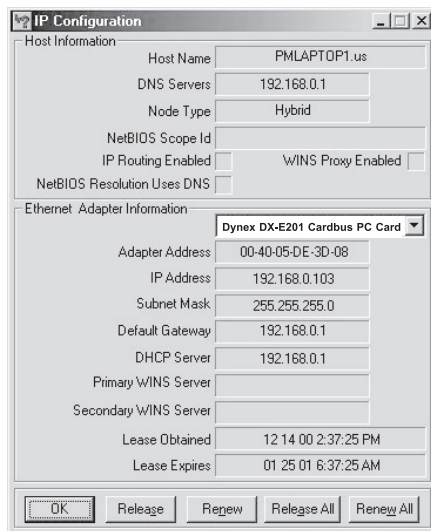 IP Configuration
Host Information
Host Name PMLAPTOP1.us
DNS Servers 192.168.0.1
Node Type Hybrid
NetBIOS Scope Id
IP Routing Enabled WINS Proxy Enabled
NetBIOS Resolution Uses DNS
Ethernet Adapter Information
Dynex DX-E201 Cardbus PC Card
Adapter Address 00-40-05-DE-3D-08
IP Address 192.168.0.103
Subnet Mask 255.255.255.0
Default Gateway 192.168.0.1
DHCP Server 192.168.0.1
Primary WINS Server
Secondary WINS Server
Lease Obtained 12 14 00 2:37:25 PM
Lease Expires 01 25 01 6:37:25 AM
OK Release Renew Release All Renew All